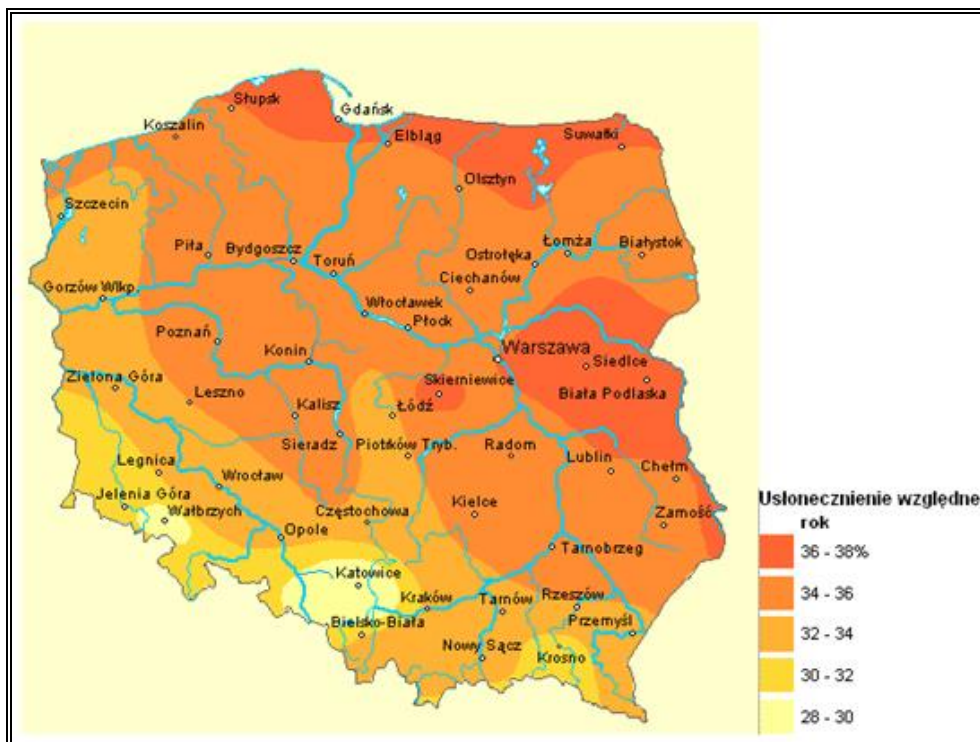 Słupsk
Gdańsk
Koszalin
Elbląg
Suwałki
Olsztyn
Szczecin
Piła
Bydgoszcz
Toruń
Ostrołęka
Łomża
Białystok
Ciechanów
Gorzów Wlkp.
Włocławek
Płock
Poznań
Konin
Warszawa
Siedlce
Zielona Góra
Leszno
Skierniewice
Biała Podlaska
Kalisz
Łódź
Sieradz
Piotrków Tryb.
Radom
Lublin
Chełm
Legnica
Wrocław
Jelenia Góra
Wałbrzych
Częstochowa
Kielce
Zamość
Opole
Tarnobrzeg
Katowice
Kraków
Tarnów
Rzeszów
Bielsko-Biała
Przemyśl
Nowy Sącz
Krosno
Usłonecznienie względne
rok
36 - 38%
34 - 36
32 - 34
30 - 32
28 - 30